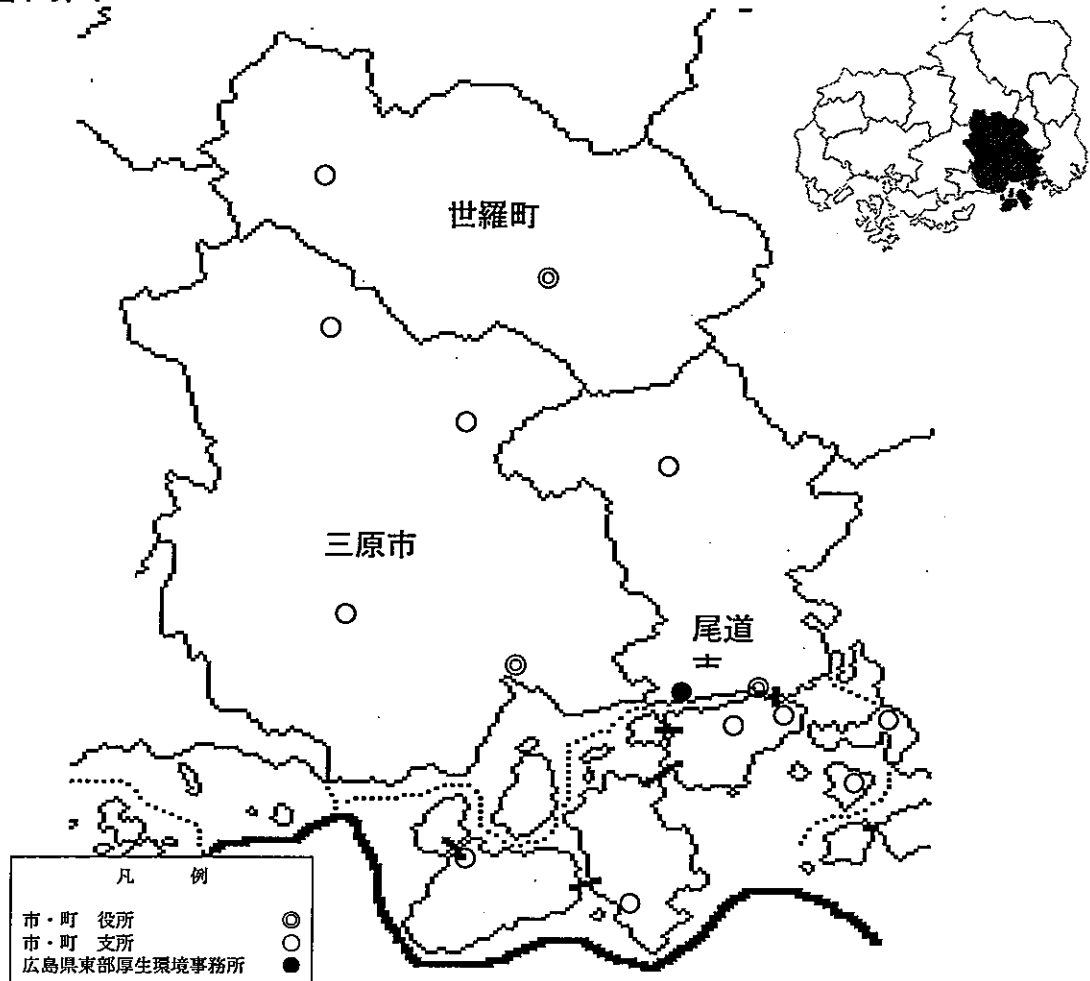 世羅町
三原市
尾道
士
凡 例
市・町 役所 ◎
市・町 支所 ○
広島県東部厚生環境事務所 ●